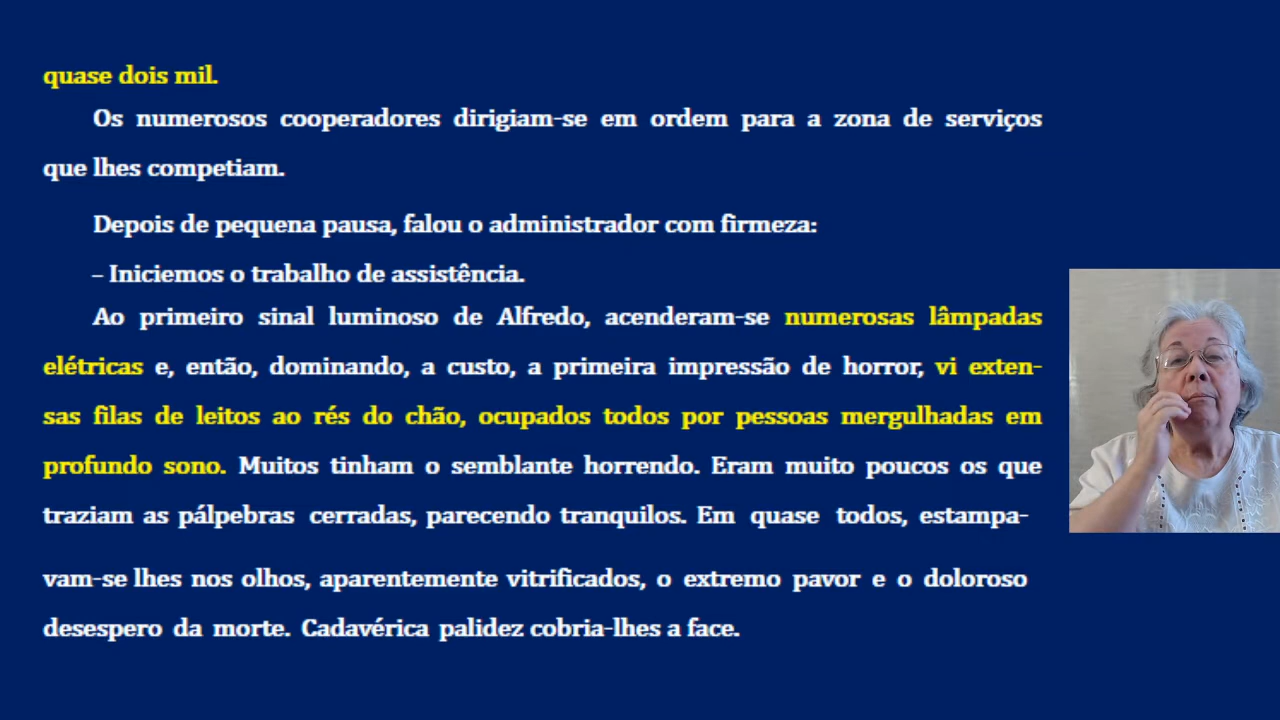 quase dois mil.
Os numerosos cooperadores dirigiam-se em ordem para a zona de serviços
que lhes competiam.
Depois de pequena pausa, falou o administrador com firmeza:
– Iniciemos o trabalho de assistência.
Ao primeiro sinal luminoso de Alfredo, acenderam-se numerosas lâmpadas
elétricas e, então, dominando, a custo, a primeira impressão de horror, vi exten-
sas filas de leitos ao rés do chão, ocupados todos por pessoas mergulhadas em
profundo sono. Muitos tinham o semblante horrendo. Eram muito poucos os que
traziam as pálpebras cerradas, parecendo tranquilos. Em quase todos, estampa-
vam-se lhes nos olhos, aparentemente vitrificados, o extremo pavor e o doloroso
desespero da morte. Cadavérica palidez cobria-lhes a face.